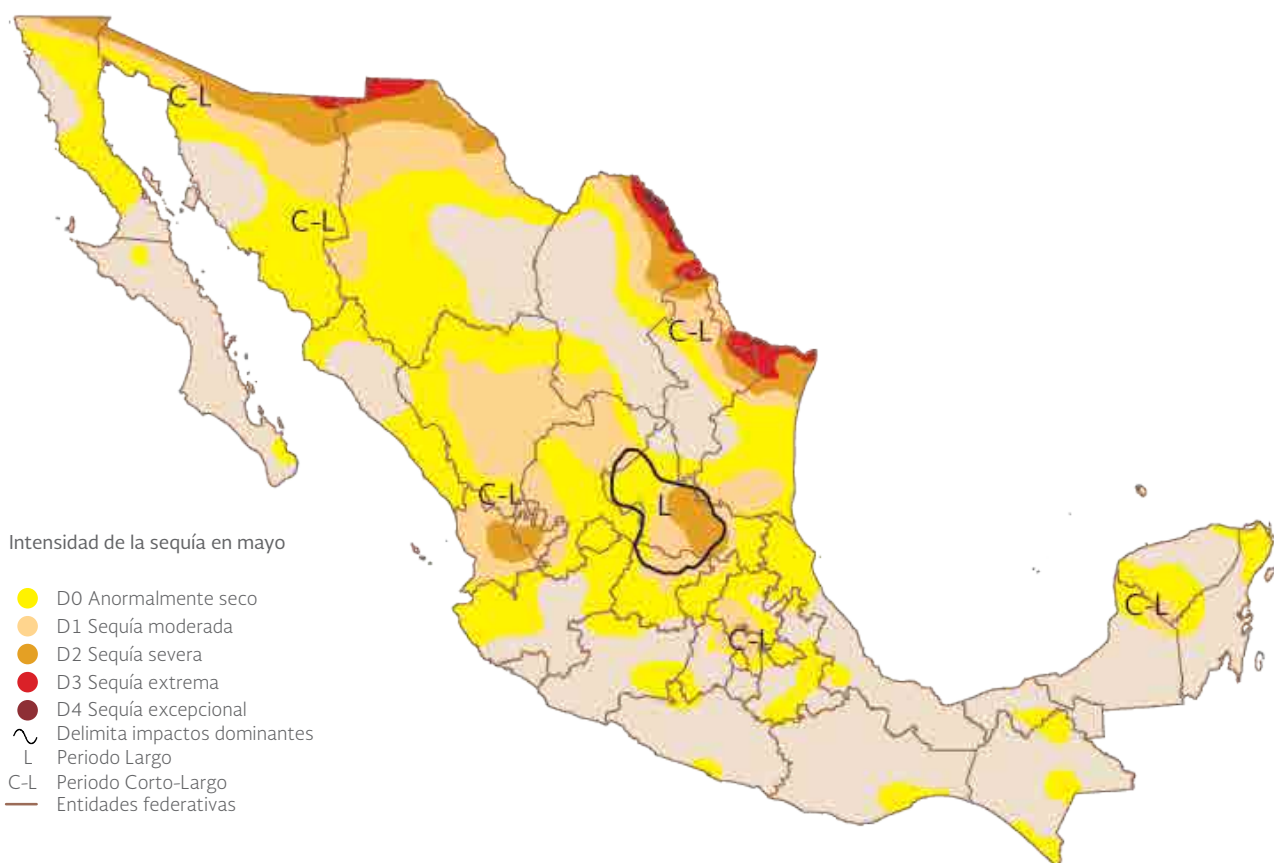 C-L
C-L
C-L
C-L
L
Intensidad de la sequía en mayo
D0 Anormalmente seco
D1 Sequía moderada
D2 Sequía severa
D3 Sequía extrema
D4 Sequía excepcional
Delimita impactos dominantes
L Periodo Largo
C-L Periodo Corto-Largo
Entidades federativas
C-L
C-L